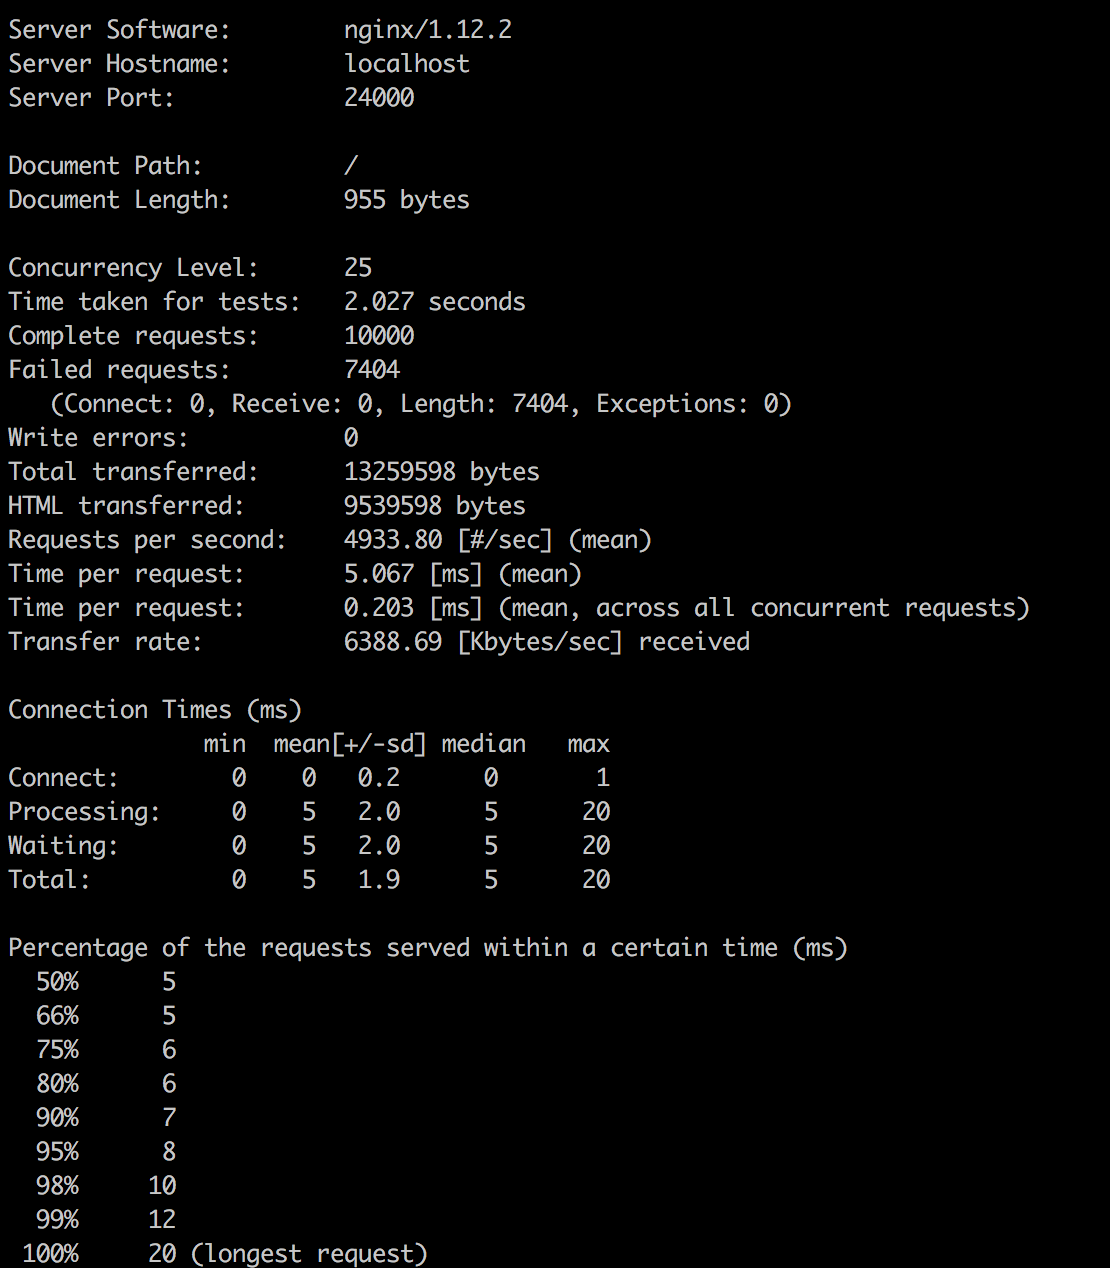 Server Software:        nginx/1.12.2
Server Hostname:        localhost
Server Port:            24000

Document Path:          /
Document Length:        955 bytes

Concurrency Level:      25
Time taken for tests:   2.027 seconds
Complete requests:      10000
Failed requests:        7404
   (Connect: 0, Receive: 0, Length: 7404, Exceptions: 0)
Write errors:           0
Total transferred:      13259598 bytes
HTML transferred:       9539598 bytes
Requests per second:    4933.80 [#/sec] (mean)
Time per request:       5.067 [ms] (mean)
Time per request:       0.203 [ms] (mean, across all concurrent requests)
Transfer rate:          6388.69 [Kbytes/sec] received

Connection Times (ms)
              min  mean[+/-sd] median   max
Connect:        0    0   0.2      0       1
Processing:     0    5   2.0      5      20
Waiting:        0    5   2.0      5      20
Total:          0    5   1.9      5      20

Percentage of the requests served within a certain time (ms)
  50%      5
  66%      5
  75%      6
  80%      6
  90%      7
  95%      8
  98%     10
  99%     12
 100%     20 (longest request)